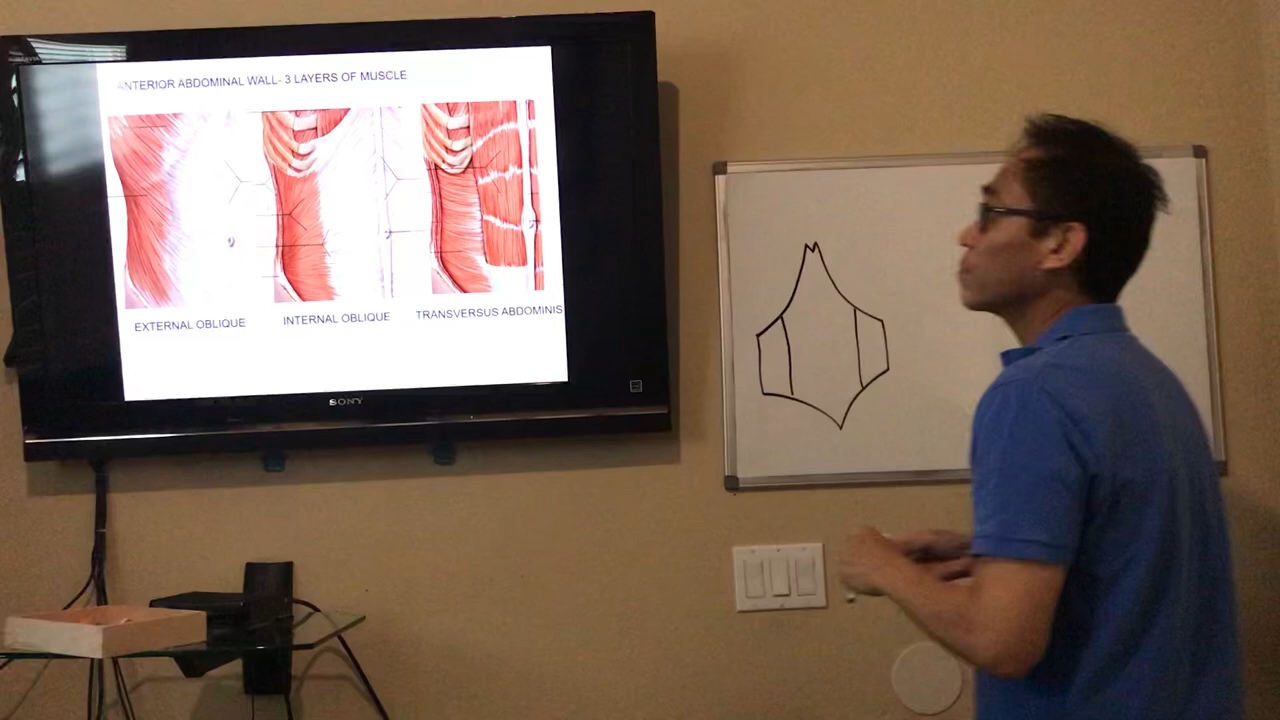 ANTERIOR ABDOMINAL WALL- 3 LAYERS OF MUSCLE
EXTERNAL OBLIQUE
INTERNAL OBLIQUE
TRANSVERSUS ABDOMINIS
SONY